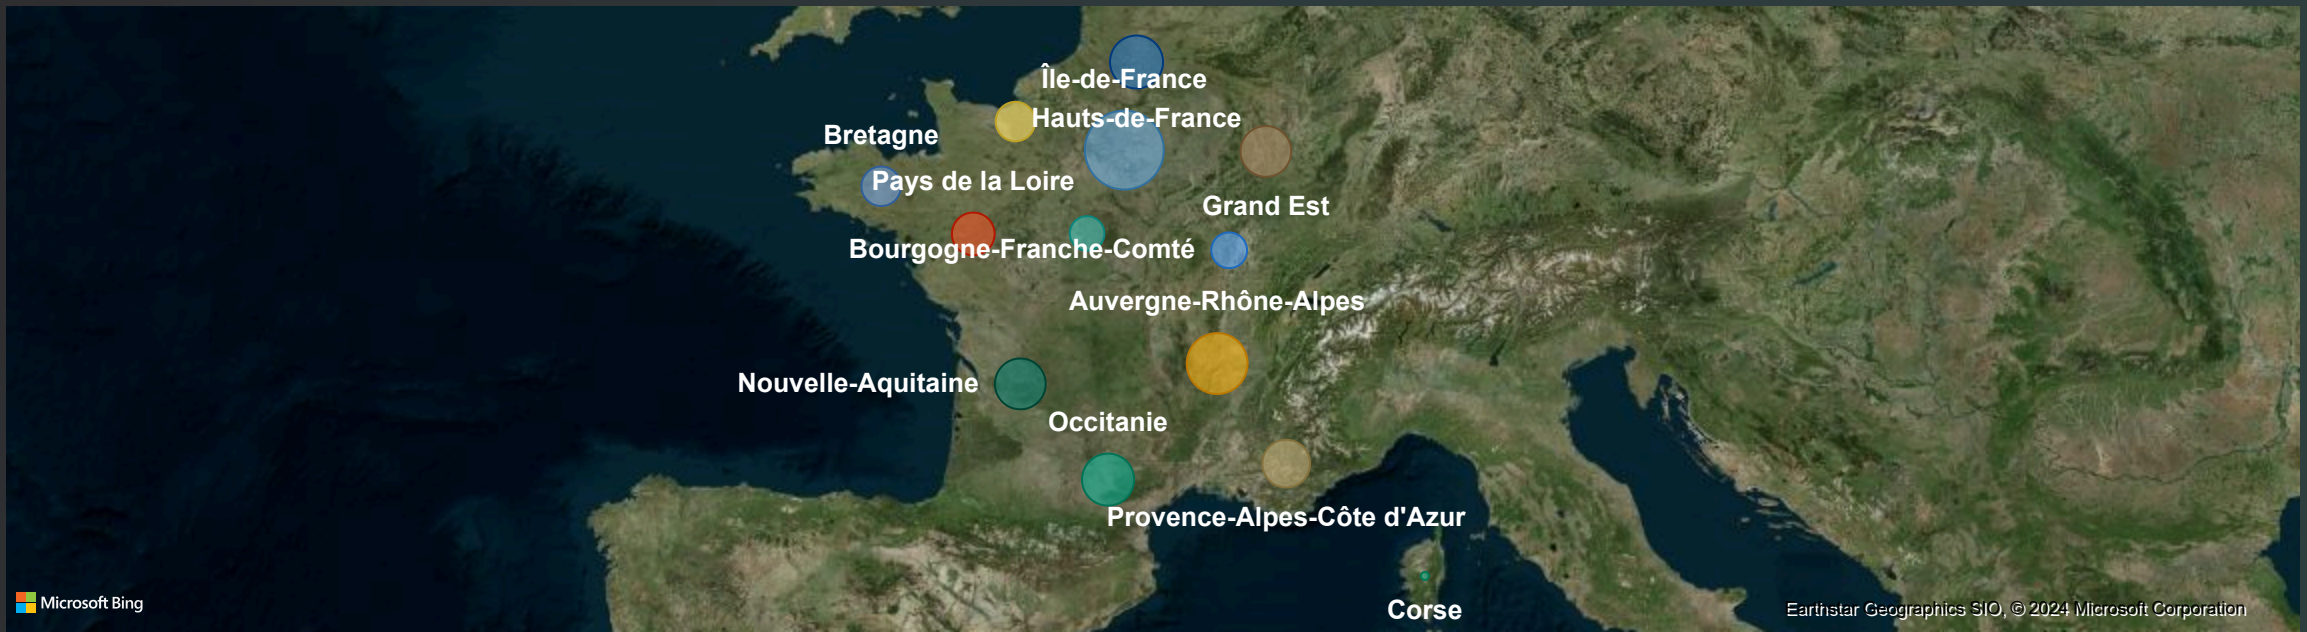 Île-de-France
Hauts-de-France
Bretagne
Pays de la Loire
Grand Est
Bourgogne-Franche-Comté
Auvergne-Rhône-Alpes
Nouvelle-Aquitaine
Occitanie
Provence-Alpes-Côte d'Azur
Corse
Microsoft Bing
Earthstar Geographics SIO, © 2024 Microsoft Corporation